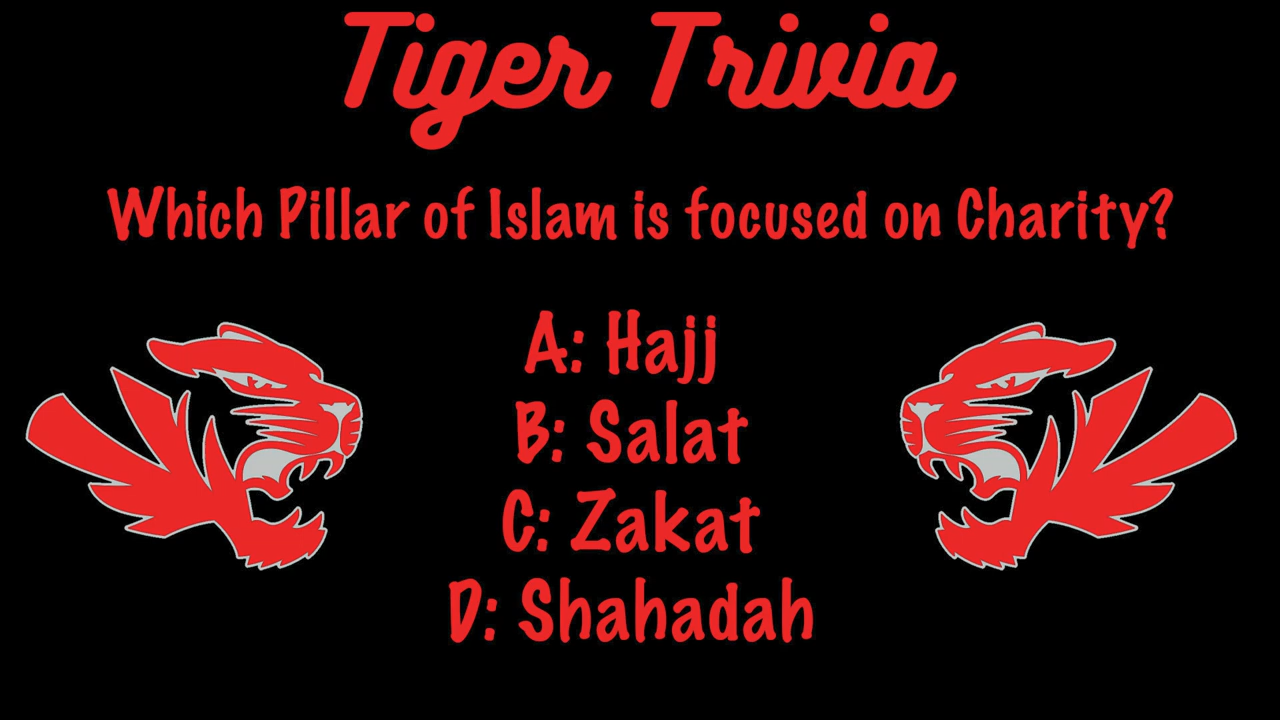 Tiger Trivia
Which Pillar of Islam is focused on Charity?
A: Hajj
B: Salat
C: Zakat
D: Shahadah